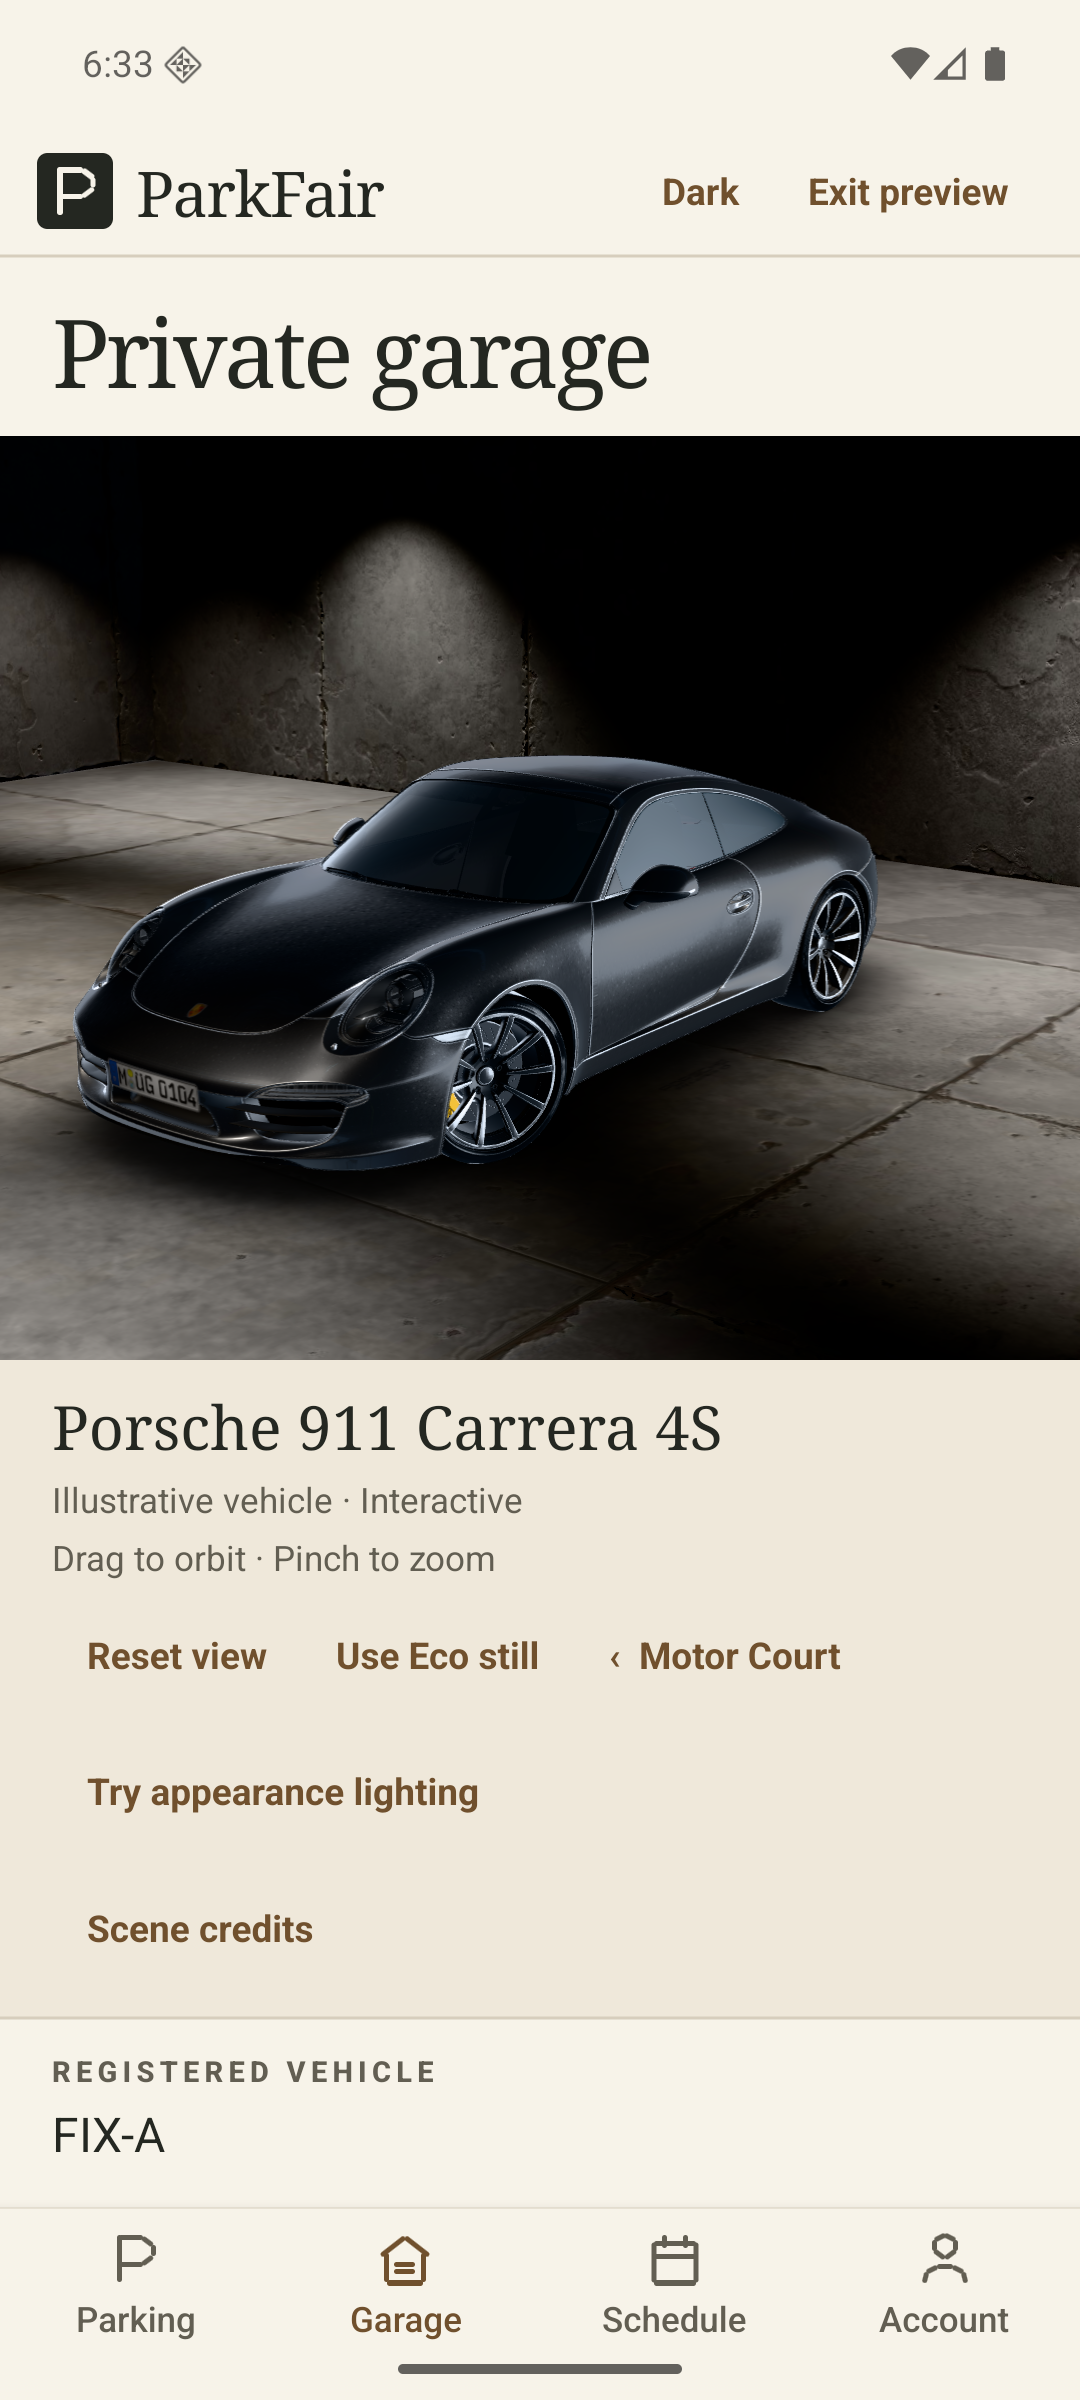 6:33
ParkFair
Dark
Exit preview
Private garage
M UG 0104
Porsche 911 Carrera 4S
Illustrative vehicle · Interactive
Drag to orbit · Pinch to zoom
Reset view
Use Eco still
‹ Motor Court
Try appearance lighting
Scene credits
REGISTERED VEHICLE
FIX-A
Parking
Garage
Schedule
Account